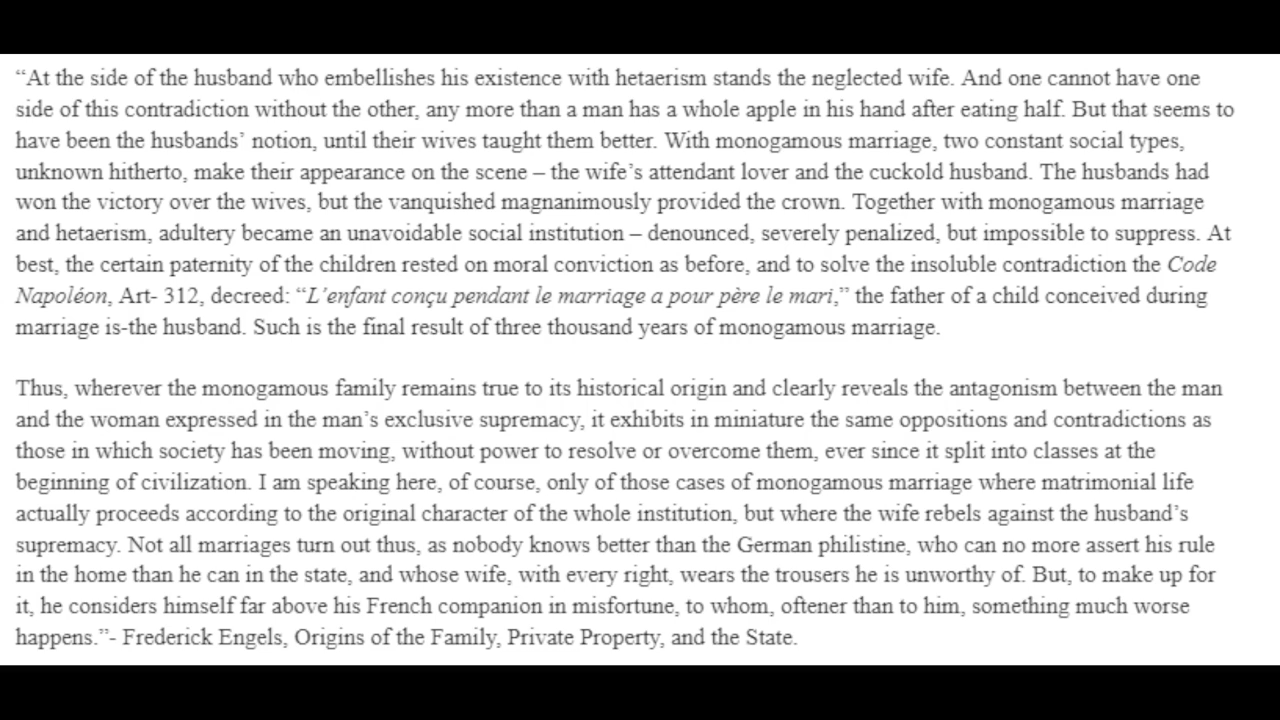 “At the side of the husband who embellishes his existence with hetaerism stands the neglected wife. And one cannot have one
side of this contradiction without the other, any more than a man has a whole apple in his hand after eating half. But that seems to
have been the husbands’ notion, until their wives taught them better. With monogamous marriage, two constant social types,
unknown hitherto, make their appearance on the scene – the wife’s attendant lover and the cuckold husband. The husbands had
won the victory over the wives, but the vanquished magnanimously provided the crown. Together with monogamous marriage
and hetaerism, adultery became an unavoidable social institution – denounced, severely penalized, but impossible to suppress. At
best, the certain paternity of the children rested on moral conviction as before, and to solve the insoluble contradiction the Code
Napoléon, Art- 312, decreed: “L’enfant conçu pendant le marriage a pour père le mari,” the father of a child conceived during
marriage is-the husband. Such is the final result of three thousand years of monogamous marriage.
Thus, wherever the monogamous family remains true to its historical origin and clearly reveals the antagonism between the man
and the woman expressed in the man’s exclusive supremacy, it exhibits in miniature the same oppositions and contradictions as
those in which society has been moving, without power to resolve or overcome them, ever since it split into classes at the
beginning of civilization. I am speaking here, of course, only of those cases of monogamous marriage where matrimonial life
actually proceeds according to the original character of the whole institution, but where the wife rebels against the husband’s
supremacy. Not all marriages turn out thus, as nobody knows better than the German philistine, who can no more assert his rule
in the home than he can in the state, and whose wife, with every right, wears the trousers he is unworthy of. But, to make up for
it, he considers himself far above his French companion in misfortune, to whom, oftener than to him, something much worse
happens.”- Frederick Engels, Origins of the Family, Private Property, and the State.